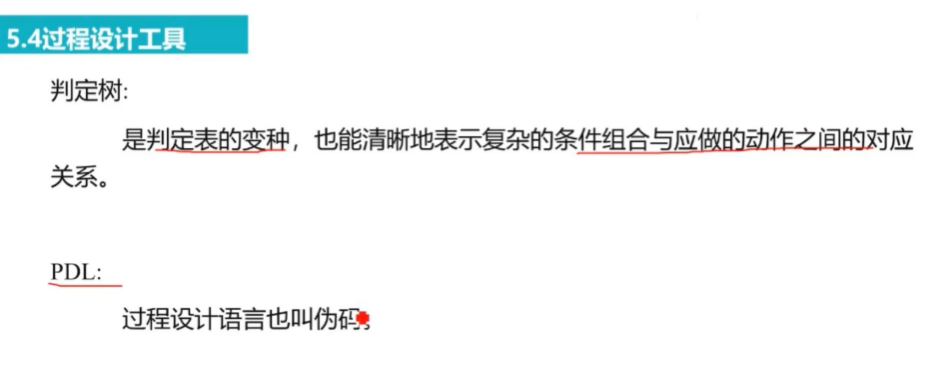 5.4过程设计工具
判定树:
是判定表的变种，也能清晰地表示复杂的条件组合与应做的动作之间的对应
关系。
PDL:
过程设计语言也叫伪码。